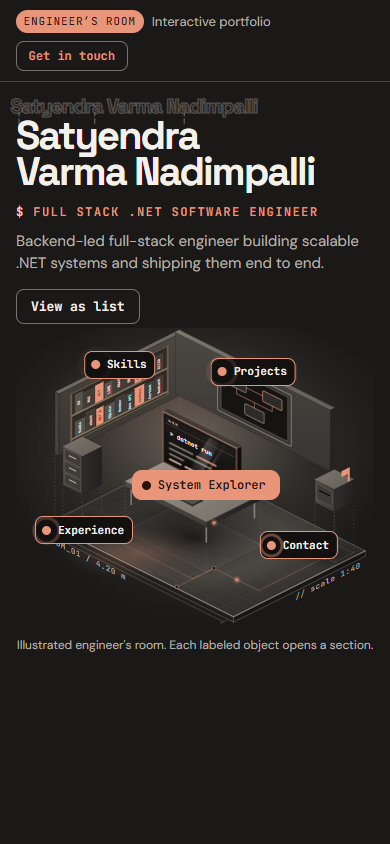 ENGINEER'S ROOM
Interactive portfolio
Get in touch
Satyendra Varma Nadimpalli
Satyendra
Varma Nadimpalli
$ FULL STACK .NET SOFTWARE ENGINEER
Backend-led full-stack engineer building scalable
.NET systems and shipping them end to end.
View as list
Skills
Projects
> dotnet run
System Explorer
Experience
Contact
_01 / 4.20 m
// scale 1:40
Illustrated engineer's room. Each labeled object opens a section.